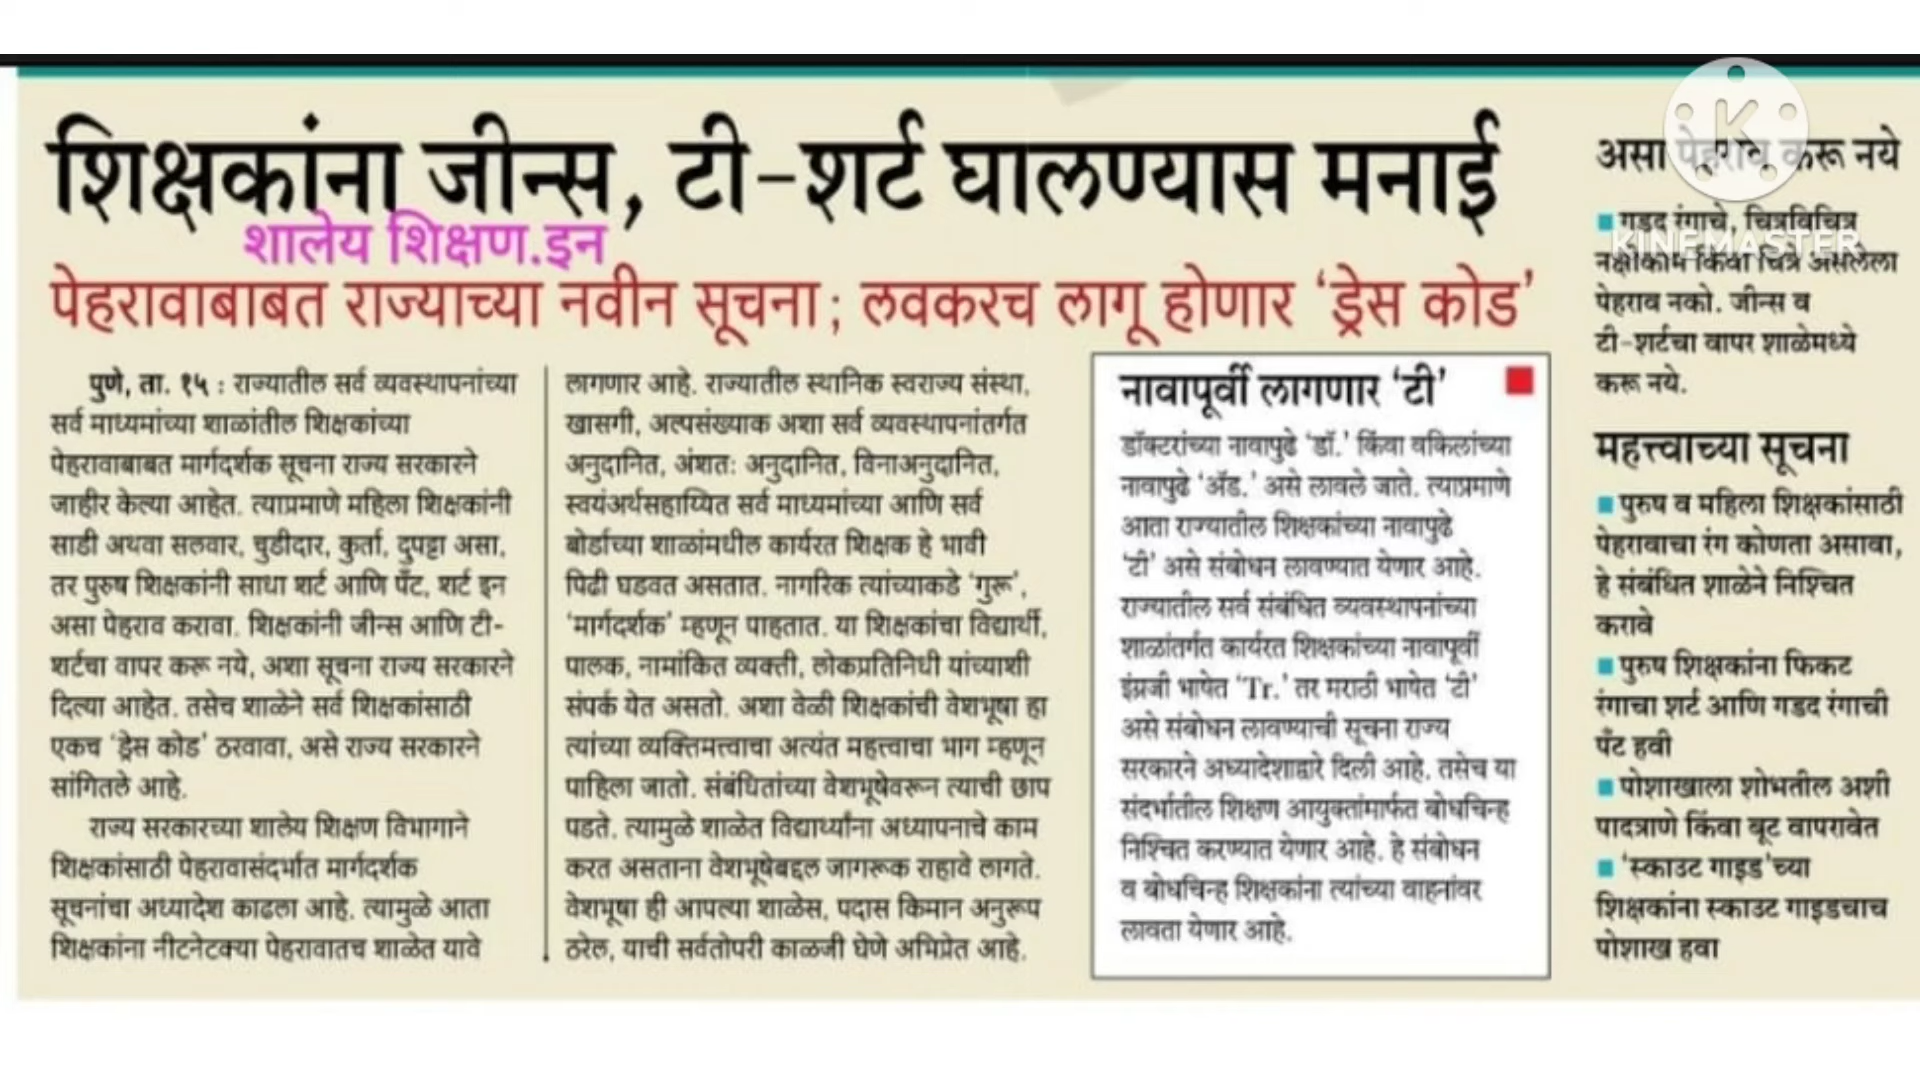 शिक्षकांना जीन्स, टी-शर्ट घालण्यास मनाई
शालेय शिक्षण.इन
पेहरावाबाबत राज्याच्या नवीन सूचना; लवकरच लागू होणार ‘ड्रेस कोड’
पुणे, ता. १५ : राज्यातील सर्व व्यवस्थापनांच्या
सर्व माध्यमांच्या शाळांतील शिक्षकांच्या
पेहरावाबाबत मार्गदर्शक सूचना राज्य सरकारने
जाहीर केल्या आहेत. त्याप्रमाणे महिला शिक्षकांनी
साडी अथवा सलवार, चुडीदार, कुर्ता, दुपट्टा असा,
तर पुरुष शिक्षकांनी साधा शर्ट आणि पँट, शर्ट इन
असा पेहराव करावा. शिक्षकांनी जीन्स आणि टी-
शर्टचा वापर करू नये, अशा सूचना राज्य सरकारने
दिल्या आहेत. तसेच शाळेने सर्व शिक्षकांसाठी
एकच ‘ड्रेस कोड’ ठरवावा, असे राज्य सरकारने
सांगितले आहे.
राज्य सरकारच्या शालेय शिक्षण विभागाने
शिक्षकांसाठी पेहरावासंदर्भात मार्गदर्शक
सूचनांचा अध्यादेश काढला आहे. त्यामुळे आता
शिक्षकांना नीटनेटक्या पेहरावातच शाळेत यावे
लागणार आहे. राज्यातील स्थानिक स्वराज्य संस्था,
खासगी, अल्पसंख्याक अशा सर्व व्यवस्थापनांतर्गत
अनुदानित, अंशतः अनुदानित, विनाअनुदानित,
स्वयंअर्थसहाय्यित सर्व माध्यमांच्या आणि सर्व
बोर्डाच्या शाळांमधील कार्यरत शिक्षक हे भावी
पिढी घडवत असतात. नागरिक त्यांच्याकडे ‘गुरू’,
‘मार्गदर्शक’ म्हणून पाहतात. या शिक्षकांचा विद्यार्थी,
पालक, नामांकित व्यक्ती, लोकप्रतिनिधी यांच्याशी
संपर्क येत असतो. अशा वेळी शिक्षकांची वेशभूषा हा
त्यांच्या व्यक्तिमत्त्वाचा अत्यंत महत्त्वाचा भाग म्हणून
पाहिला जातो. संबंधितांच्या वेशभूषेवरून त्याची छाप
पडते. त्यामुळे शाळेत विद्यार्थ्यांना अध्यापनाचे काम
करत असताना वेशभूषेबद्दल जागरूक राहावे लागते.
वेशभूषा ही आपल्या शाळेस, पदास किमान अनुरूप
ठरेल, याची सर्वतोपरी काळजी घेणे अभिप्रेत आहे.
नावापूर्वी लागणार ‘टी’
डॉक्टरांच्या नावापुढे ‘डॉ.’ किंवा वकिलांच्या
नावापुढे ‘अ‍ॅड.’ असे लावले जाते. त्याप्रमाणे
आता राज्यातील शिक्षकांच्या नावापुढे
‘टी’ असे संबोधन लावण्यात येणार आहे.
राज्यातील सर्व संबंधित व्यवस्थापनांच्या
शाळांतर्गत कार्यरत शिक्षकांच्या नावापूर्वी
इंग्रजी भाषेत ‘Tr.’ तर मराठी भाषेत ‘टी’
असे संबोधन लावण्याची सूचना राज्य
सरकारने अध्यादेशाद्वारे दिली आहे. तसेच या
संदर्भातील शिक्षण आयुक्तांमार्फत बोधचिन्ह
निश्चित करण्यात येणार आहे. हे संबोधन
व बोधचिन्ह शिक्षकांना त्यांच्या वाहनांवर
लावता येणार आहे.
असा पेहराव करू नये
गडद रंगाचे, चित्रविचित्र
नक्षीकाम किंवा चित्रे असलेला
पेहराव नको. जीन्स व
टी-शर्टचा वापर शाळेमध्ये
करू नये.
महत्त्वाच्या सूचना
पुरुष व महिला शिक्षकांसाठी
पेहरावाचा रंग कोणता असावा,
हे संबंधित शाळेने निश्चित
करावे
पुरुष शिक्षकांना फिकट
रंगाचा शर्ट आणि गडद रंगाची
पँट हवी
पोशाखाला शोभतील अशी
पादत्राणे किंवा बूट वापरावेत
‘स्काउट गाइड’च्या
शिक्षकांना स्काउट गाइडचाच
पोशाख हवा
K
KINEMASTER